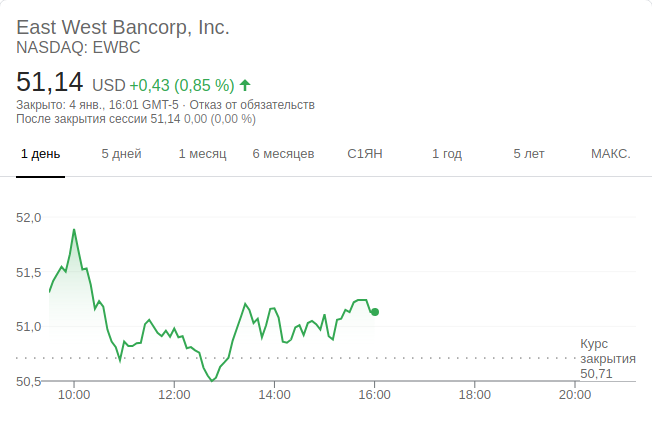 East West Bancorp, Inc.
NASDAQ: EWBC
51,14 USD +0,43 (0,85 %)
Закрыто: 4 янв., 16:01 GMT-5 · Отказ от обязательств
После закрытия сессии 51,14 0,00 (0,00 %)
1 день 5 дней 1 месяц 6 месяцев С1ЯН 1 год 5 лет МАКС.
52,0
51,5
51,0
Курс
закрытия
50,71
50,5
10:00 12:00 14:00 16:00 18:00 20:00